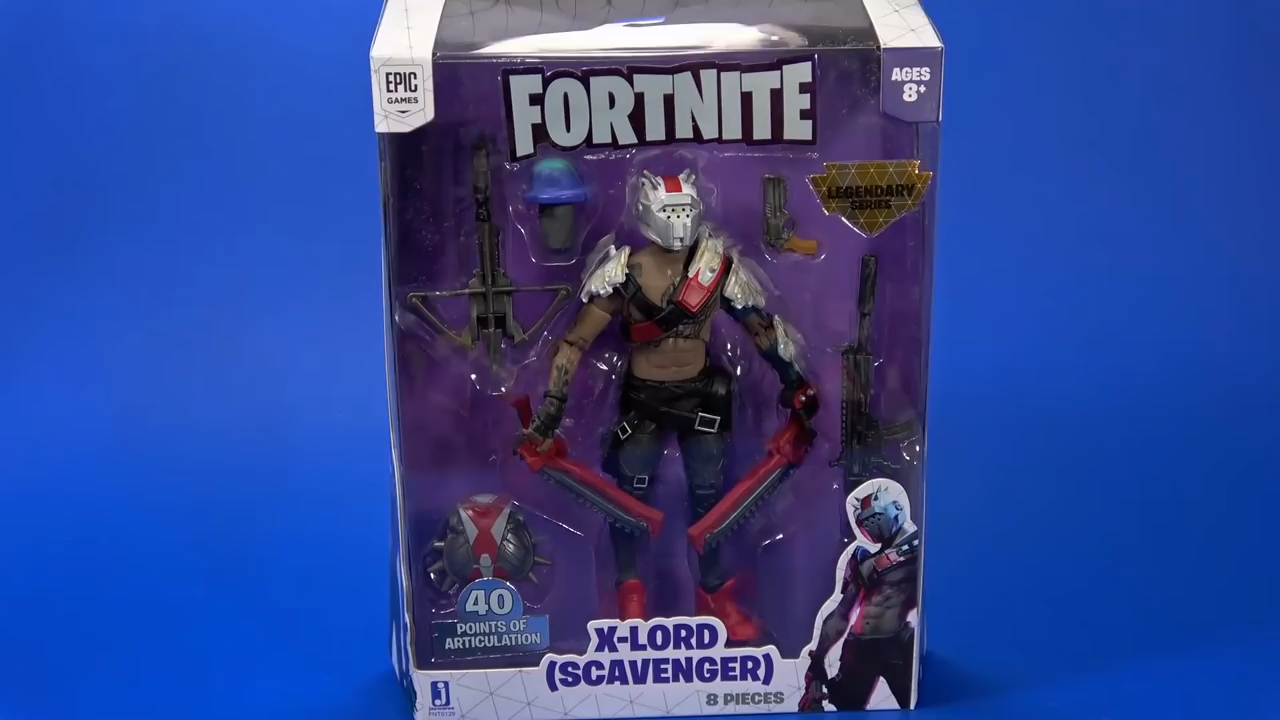 EPIC
GAMES
FORTNITE
AGES
8+
LEGENDARY
SERIES
40
POINTS OF
ARTICULATION
X-LORD
(SCAVENGER)
8 PIECES